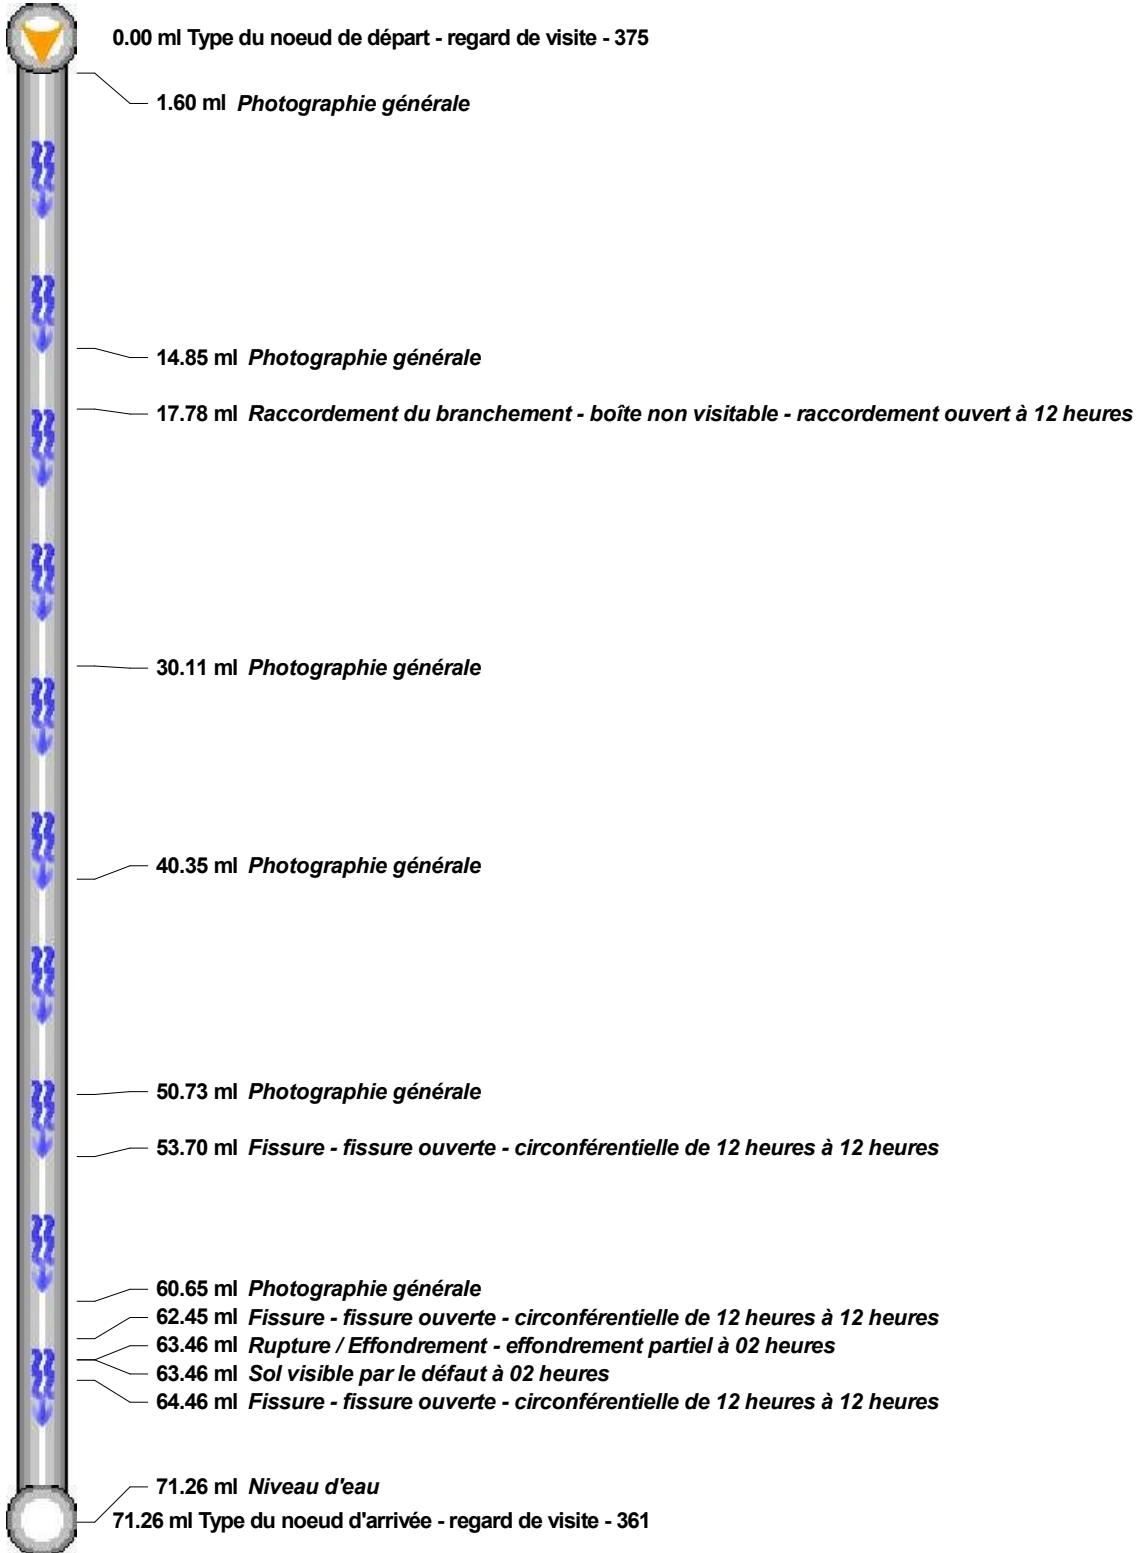 0.00 ml Type du noeud de départ - regard de visite - 375
1.60 ml Photographie générale
14.85 ml Photographie générale
17.78 ml Raccordement du branchement - boîte non visitable - raccordement ouvert à 12 heures
30.11 ml Photographie générale
40.35 ml Photographie générale
50.73 ml Photographie générale
53.70 ml Fissure - fissure ouverte - circonférentielle de 12 heures à 12 heures
60.65 ml Photographie générale
62.45 ml Fissure - fissure ouverte - circonférentielle de 12 heures à 12 heures
63.46 ml Rupture / Effondrement - effondrement partiel à 02 heures
63.46 ml Sol visible par le défaut à 02 heures
64.46 ml Fissure - fissure ouverte - circonférentielle de 12 heures à 12 heures
71.26 ml Niveau d'eau
71.26 ml Type du noeud d'arrivée - regard de visite - 361